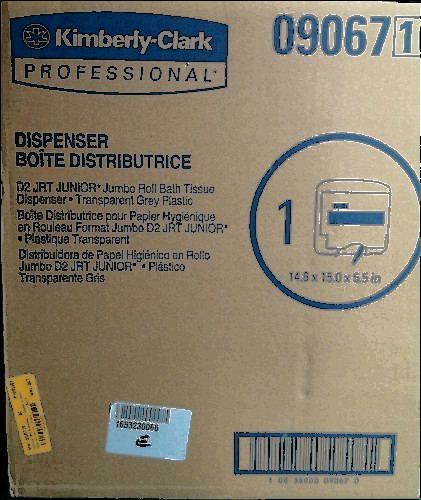 Kimberly-Clark
PROFESSIONAL*
09067 1
DISPENSER
BOÎTE DISTRIBUTRICE
D2 JRT JUNIOR* Jumbo Roll Bath Tissue
Dispenser • Transparent Grey Plastic
Boîte Distributrice pour Papier Hygiénique
en Rouleau Format Jumbo D2 JRT JUNIOR*
• Plastique Transparent
Distribuidora de Papel Higiénico en Rollo
Jumbo D2 JRT JUNIOR* • Plástico
Transparente Gris
1
14.9 x 15.0 x 6.5 in
1653230066